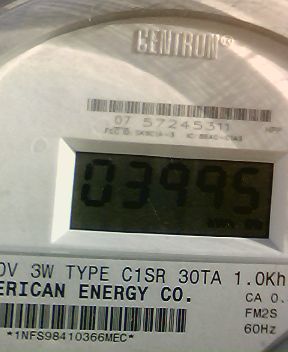 CENTRON®
07 57245311
03995
0V 3W TYPE C1SR 30TA 1.0Kh
ERICAN ENERGY CO.
CA 0.
FM2S
*1NFS98410366MEC*
60Hz